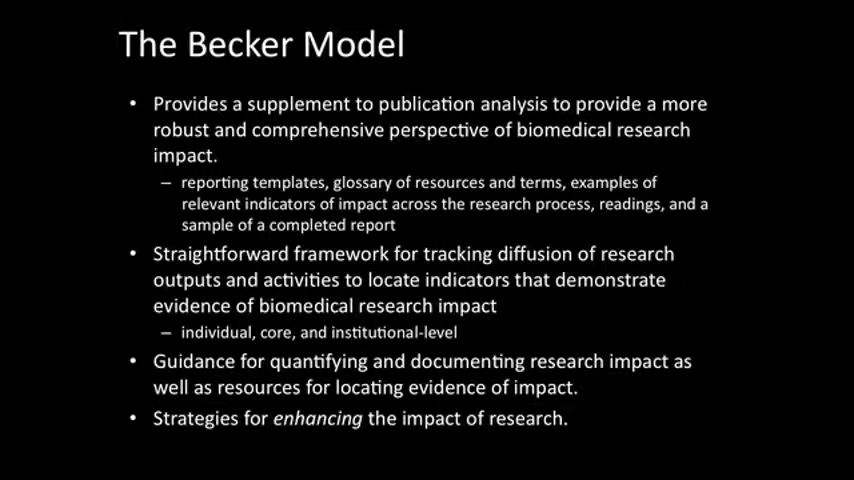 The Becker Model
• Provides a supplement to publication analysis to provide a more
robust and comprehensive perspective of biomedical research
impact.
– reporting templates, glossary of resources and terms, examples of
relevant indicators of impact across the research process, readings, and a
sample of a completed report
• Straightforward framework for tracking diffusion of research
outputs and activities to locate indicators that demonstrate
evidence of biomedical research impact
– individual, core, and institutional-level
• Guidance for quantifying and documenting research impact as
well as resources for locating evidence of impact.
• Strategies for enhancing the impact of research.